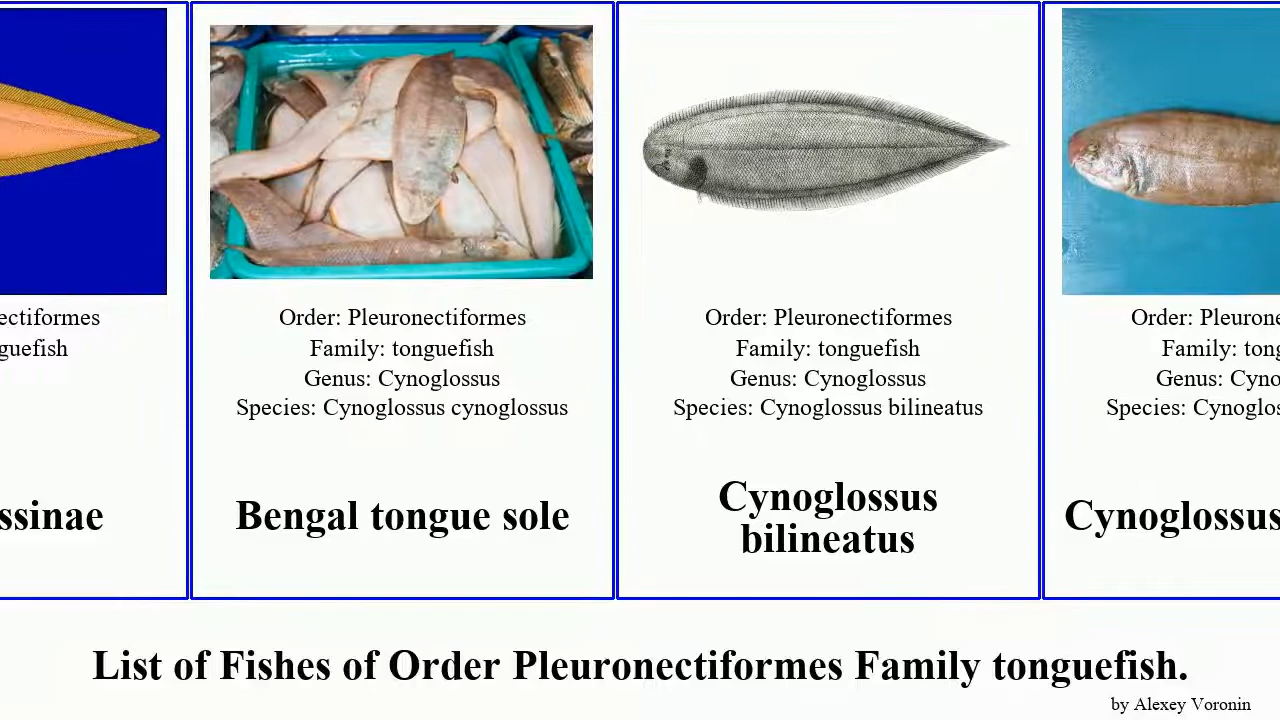 ectiformes
guefish
ssinae
Order: Pleuronectiformes
Family: tonguefish
Genus: Cynoglossus
Species: Cynoglossus cynoglossus
Bengal tongue sole
Order: Pleuronectiformes
Family: tonguefish
Genus: Cynoglossus
Species: Cynoglossus bilineatus
Cynoglossus
bilineatus
Order: Pleurone
Family: tong
Genus: Cyno
Species: Cynoglos
Cynoglossus
List of Fishes of Order Pleuronectiformes Family tonguefish.
by Alexey Voronin